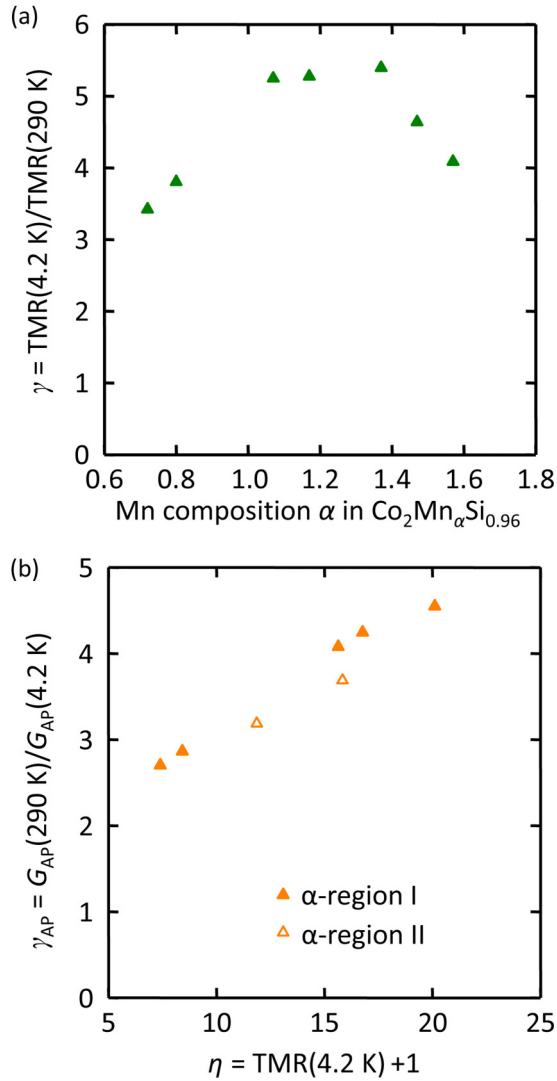 (a)
6
5
4
3
2
1
0
γ = TMR(4.2 K)/TMR(290 K)
0.6 0.8 1.0 1.2 1.4 1.6 1.8
Mn composition α in Co₂MnαSi₀.₉₆
(b)
5
4
3
2
1
0
γAP = GAP(290 K)/GAP(4.2 K)
α-region I
α-region II
5 10 15 20 25
η = TMR(4.2 K) +1